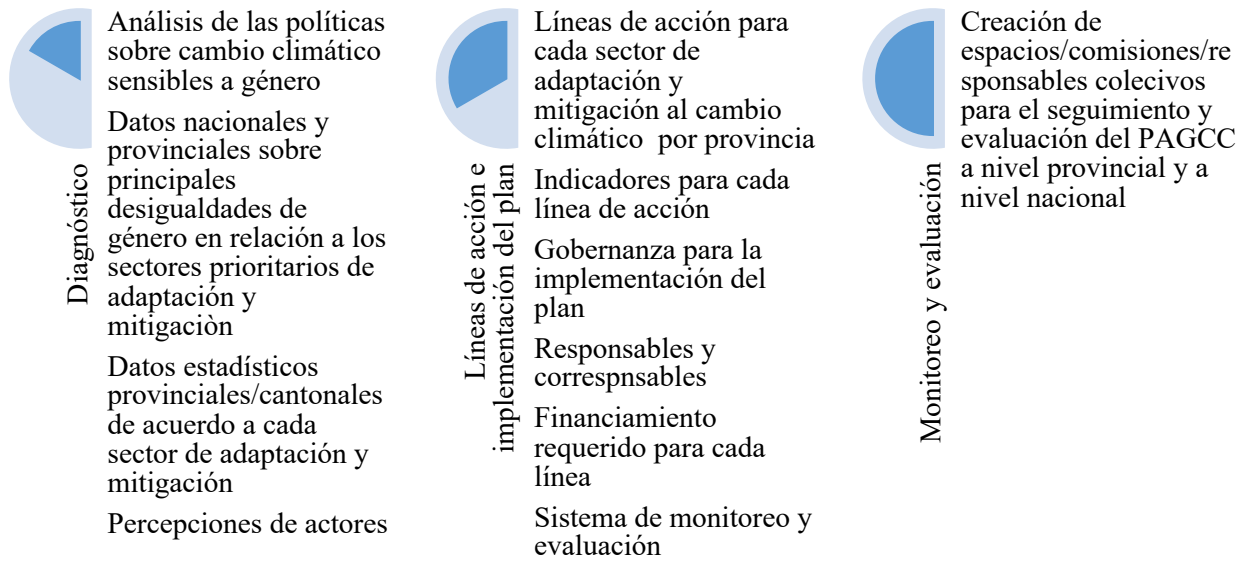 Diagnóstico
Análisis de las políticas
sobre cambio climático
sensibles a género
Datos nacionales y
provinciales sobre
principales
desigualdades de
género en relación a los
sectores prioritarios de
adaptación y
mitigaciòn
Datos estadísticos
provinciales/cantonales
de acuerdo a cada
sector de adaptación y
mitigación
Percepciones de actores
Líneas de acción e
implementación del plan
Líneas de acción para
cada sector de
adaptación y
mitigación al cambio
climático por provincia
Indicadores para cada
línea de acción
Gobernanza para la
implementación del
plan
Responsables y
correspnsables
Financiamiento
requerido para cada
línea
Sistema de monitoreo y
evaluación
Monitoreo y evaluación
Creación de
espacios/comisiones/re
sponsables colecivos
para el seguimiento y
evaluación del PAGCC
a nivel provincial y a
nivel nacional